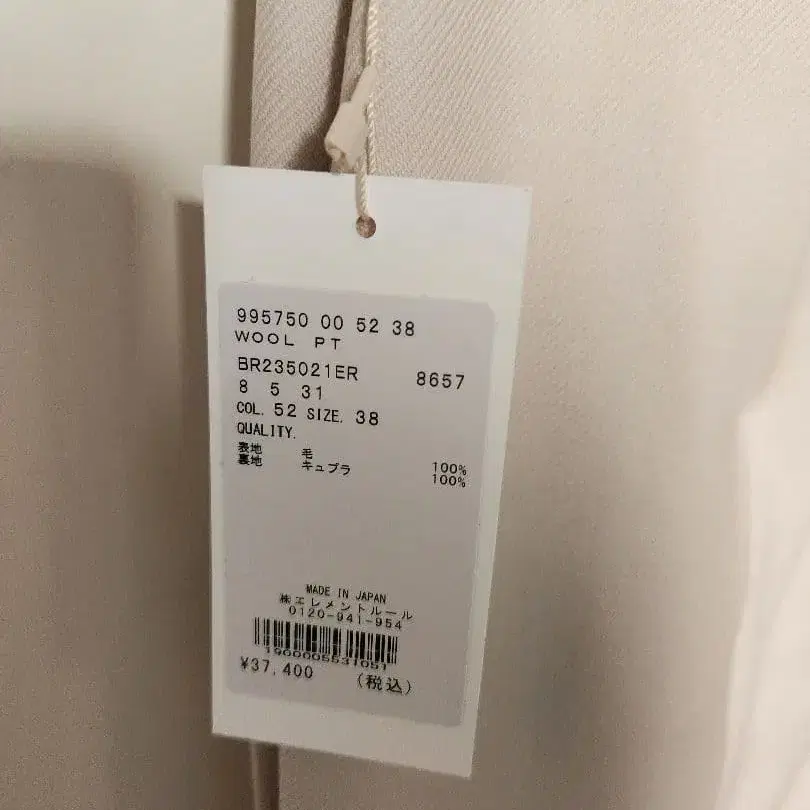 995750 00 52 38
WOOL PT
BR235021ER 8657
8 5 31
COL. 52 SIZE. 38
QUALITY.
表地 毛 100%
裏地 キュプラ 100%
MADE IN JAPAN
㈱エレメントルール
0120-941-954
1900005531051
¥37,400 (税込)